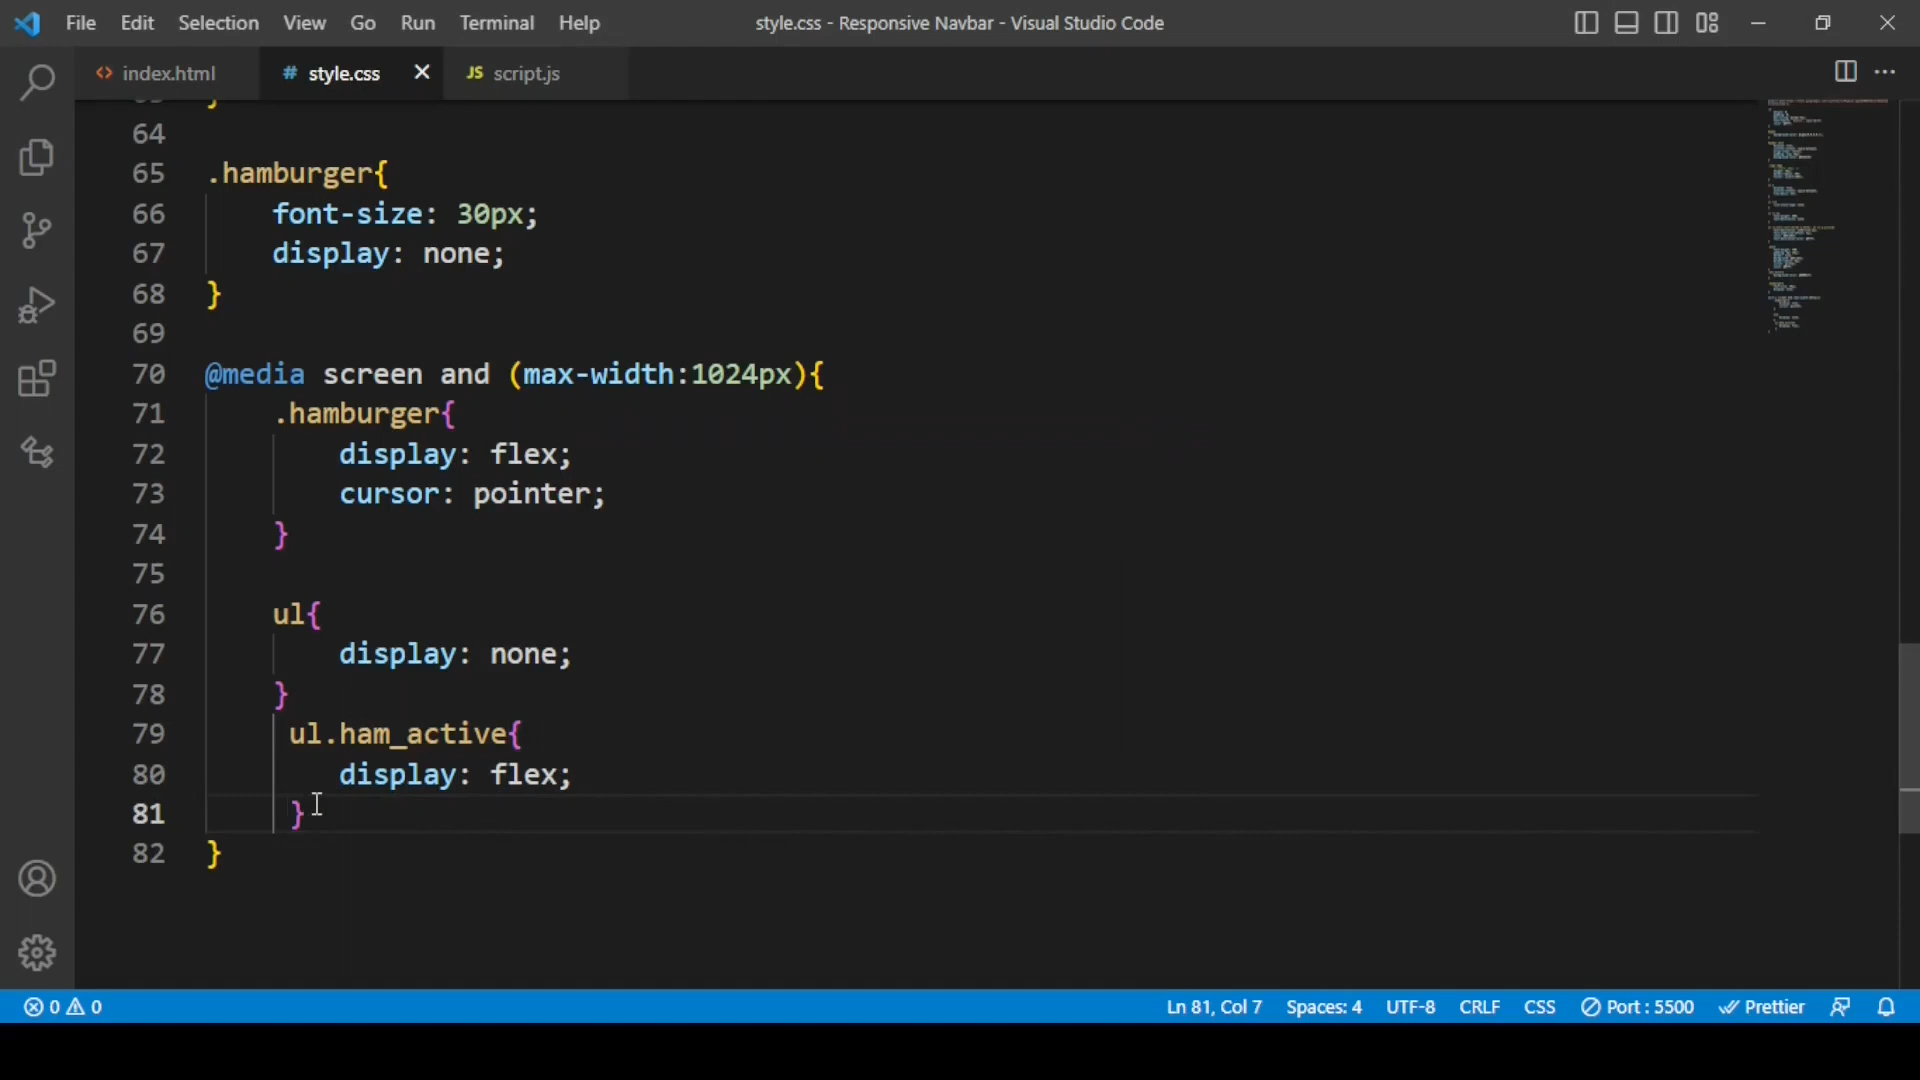 File Edit Selection View Go Run Terminal Help style.css - Responsive Navbar - Visual Studio Code
<> index.html # style.css JS script.js
64
65 .hamburger{
66 font-size: 30px;
67 display: none;
68 }
69
70 @media screen and (max-width:1024px){
71 .hamburger{
72 display: flex;
73 cursor: pointer;
74 }
75
76 ul{
77 display: none;
78 }
79 ul.ham_active{
80 display: flex;
81 }
82 }
0 0 Ln 81, Col 7 Spaces: 4 UTF-8 CRLF CSS Port : 5500 Prettier